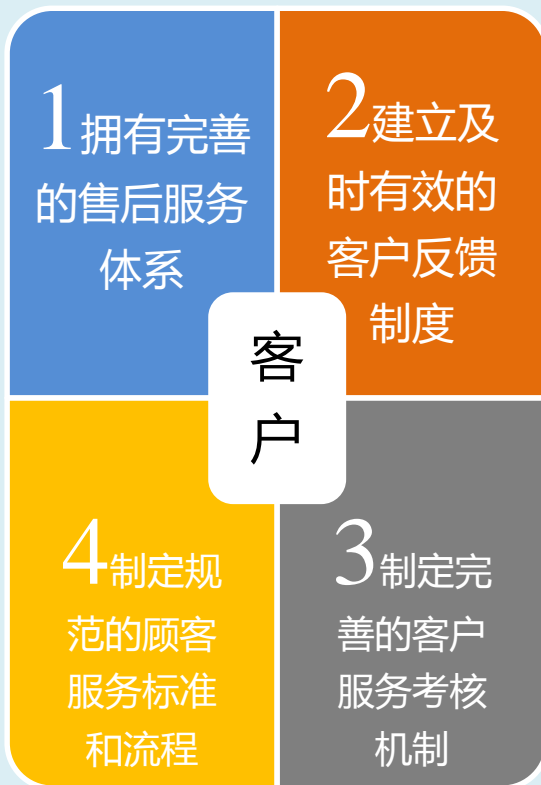 1拥有完善
的售后服务
体系
2建立及
时有效的
客户反馈
制度
客
户
4制定规
范的顾客
服务标准
和流程
3制定完
善的客户
服务考核
机制